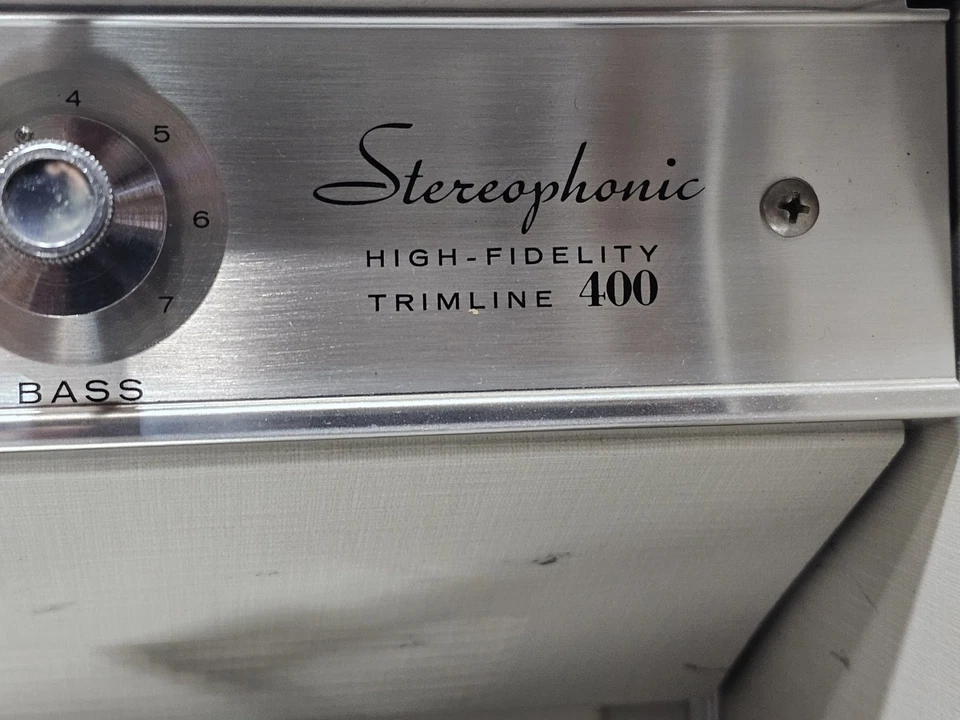 4
5
6
7
BASS
Stereophonic
HIGH-FIDELITY
TRIMLINE 400